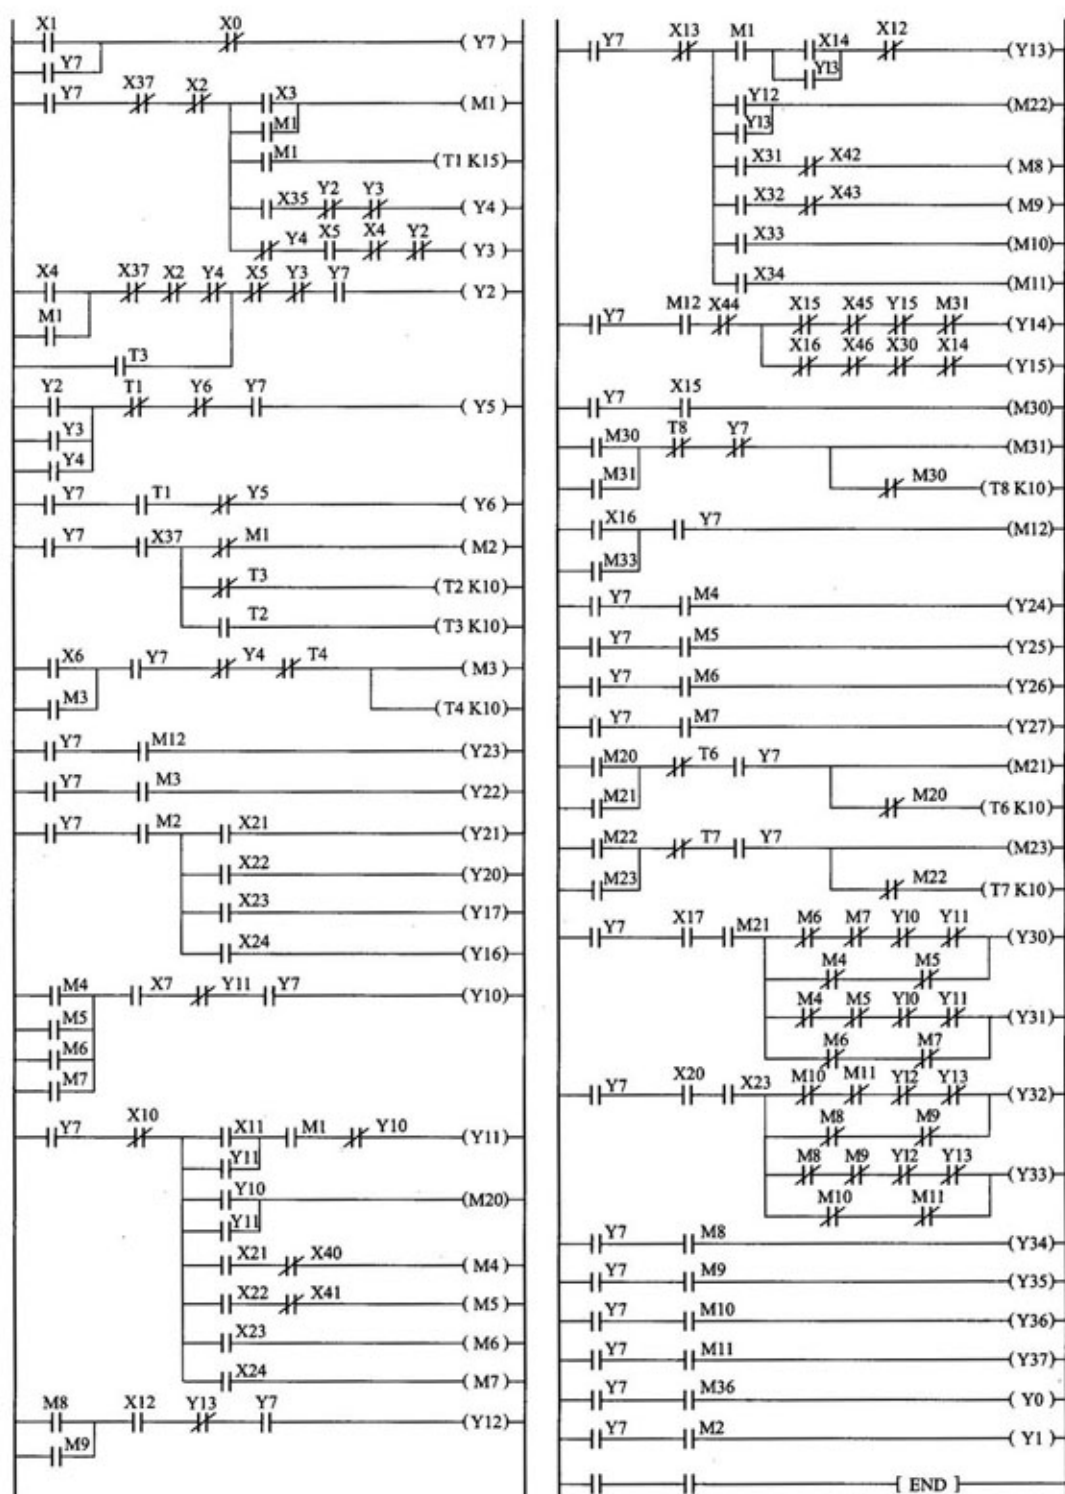 X1 X0
( Y7 )
Y7
Y7 X37 X2 X3
( M1 )
M1
M1
( T1 K15 )
X35 Y2 Y3
( Y4 )
Y4 X5 X4 Y2
( Y3 )
X4 X37 X2 Y4 X5 Y3 Y7
( Y2 )
M1
T3
Y2 T1 Y6 Y7
( Y5 )
Y3
Y4
Y7 T1 Y5
( Y6 )
Y7 X37 M1
( M2 )
T3
( T2 K10 )
T2
( T3 K10 )
X6 Y7 Y4 T4
( M3 )
M3
( T4 K10 )
Y7 M12
( Y23 )
Y7 M3
( Y22 )
Y7 M2 X21
( Y21 )
X22
( Y20 )
X23
( Y17 )
X24
( Y16 )
M4 X7 Y11 Y7
( Y10 )
M5
M6
M7
Y7 X10 X11 M1 Y10
( Y11 )
Y11
Y10
( M20 )
Y11
X21 X40
( M4 )
X22 X41
( M5 )
X23
( M6 )
X24
( M7 )
M8 X12 Y13 Y7
( Y12 )
M9
Y7 X13 M1 X14 X12
( Y13 )
Y13
Y12
( M22 )
Y13
X31 X42
( M8 )
X32 X43
( M9 )
X33
( M10 )
X34
( M11 )
Y7 M12 X44 X15 X45 Y15 M31
( Y14 )
X16 X46 X30 X14
( Y15 )
Y7 X15
( M30 )
M30 T8 Y7
( M31 )
M31 M30
( T8 K10 )
X16 Y7
( M12 )
M33
Y7 M4
( Y24 )
Y7 M5
( Y25 )
Y7 M6
( Y26 )
Y7 M7
( Y27 )
M20 T6 Y7
( M21 )
M21 M20
( T6 K10 )
M22 T7 Y7
( M23 )
M23 M22
( T7 K10 )
Y7 X17 M21 M6 M7 Y10 Y11
( Y30 )
M4 M5
M4 M5 Y10 Y11
( Y31 )
M6 M7
Y7 X20 X23 M10 M11 Y12 Y13
( Y32 )
M8 M9
M8 M9 Y12 Y13
( Y33 )
M10 M11
Y7 M8
( Y34 )
Y7 M9
( Y35 )
Y7 M10
( Y36 )
Y7 M11
( Y37 )
Y7 M36
( Y0 )
Y7 M2
( Y1 )
[ END ]